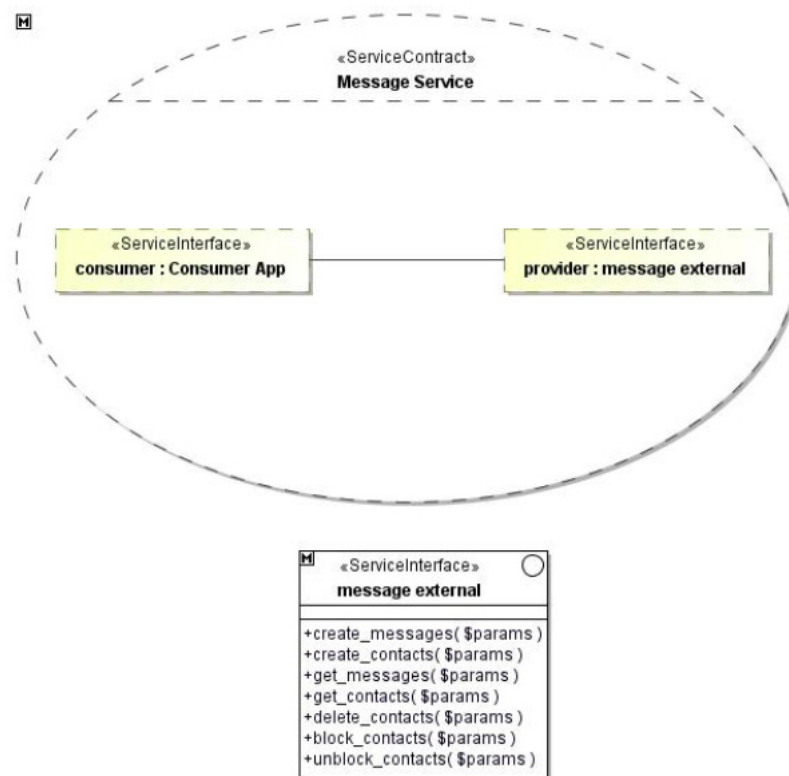 M
«ServiceContract»
Message Service
«ServiceInterface»
consumer : Consumer App
«ServiceInterface»
provider : message external
M
«ServiceInterface»
message external
+create_messages( $params )
+create_contacts( $params )
+get_messages( $params )
+get_contacts( $params )
+delete_contacts( $params )
+block_contacts( $params )
+unblock_contacts( $params )